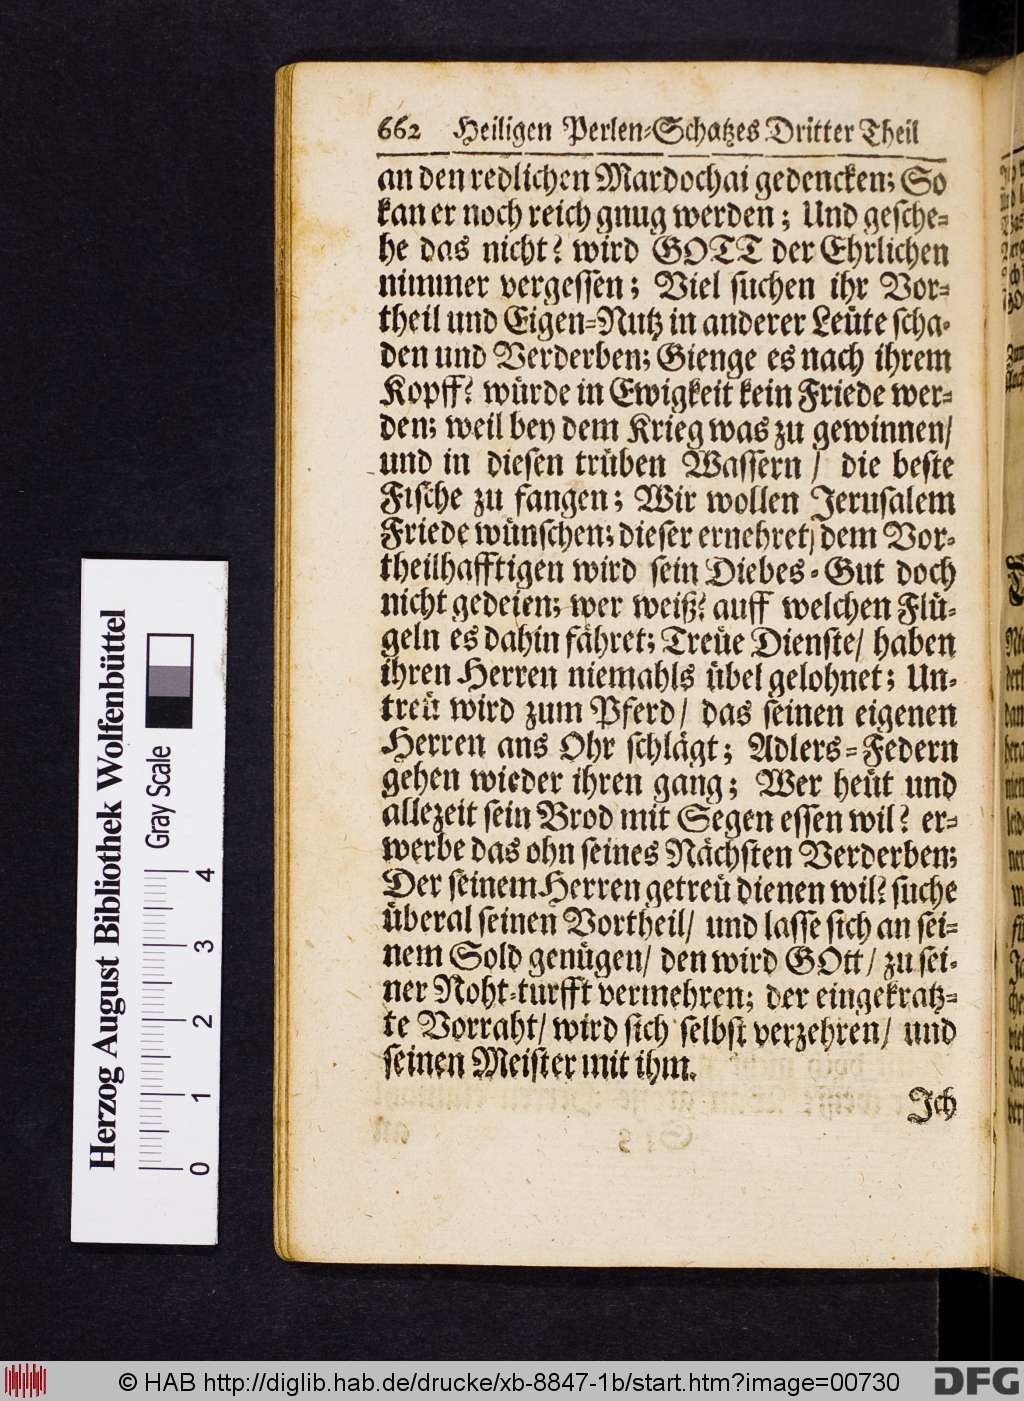 662 Heiligen Perlen-Schatzes Dritter Theil
an den redlichen Mardochai gedencken; So
kan er noch reich gnug werden; Und gesche-
he das nicht? wird GOTT der Ehrlichen
nimmer vergessen; Viel suchen ihr Vor-
theil und Eigen-Nutz in anderer Leüte scha-
den und Verderben; Gienge es nach ihrem
Kopff? würde in Ewigkeit kein Friede wer-
den; weil bey dem Krieg was zu gewinnen/
und in diesen trüben Wassern / die beste
Fische zu fangen; Wir wollen Jerusalem
Friede wünschen; dieser ernehret/ dem Vor-
theilhafftigen wird sein Diebes-Gut doch
nicht gedeien; wer weiß? auff welchen Flü-
geln es dahin fähret; Treüe Dienste/ haben
ihren Herren niemahls übel gelohnet; Un-
treü wird zum Pferd/ das seinen eigenen
Herren ans Ohr schlägt; Adlers-Federn
gehen wieder ihren gang; Wer heüt und
allezeit sein Brod mit Segen essen wil? er-
werbe das ohn seines Nächsten Verderben;
Der seinem Herren getreü dienen wil? suche
überal seinen Vortheil/ und lasse sich an sei-
nem Sold genügen/ den wird GOtt/ zu sei-
ner Noht-turfft vermehren; der eingekratz-
te Vorraht/ wird sich selbst verzehren/ und
seinen Meister mit ihm.
Jch
Herzog August Bibliothek Wolfenbüttel
Gray Scale
0 1 2 3 4
© HAB http://diglib.hab.de/drucke/xb-8847-1b/start.htm?image=00730
DFG